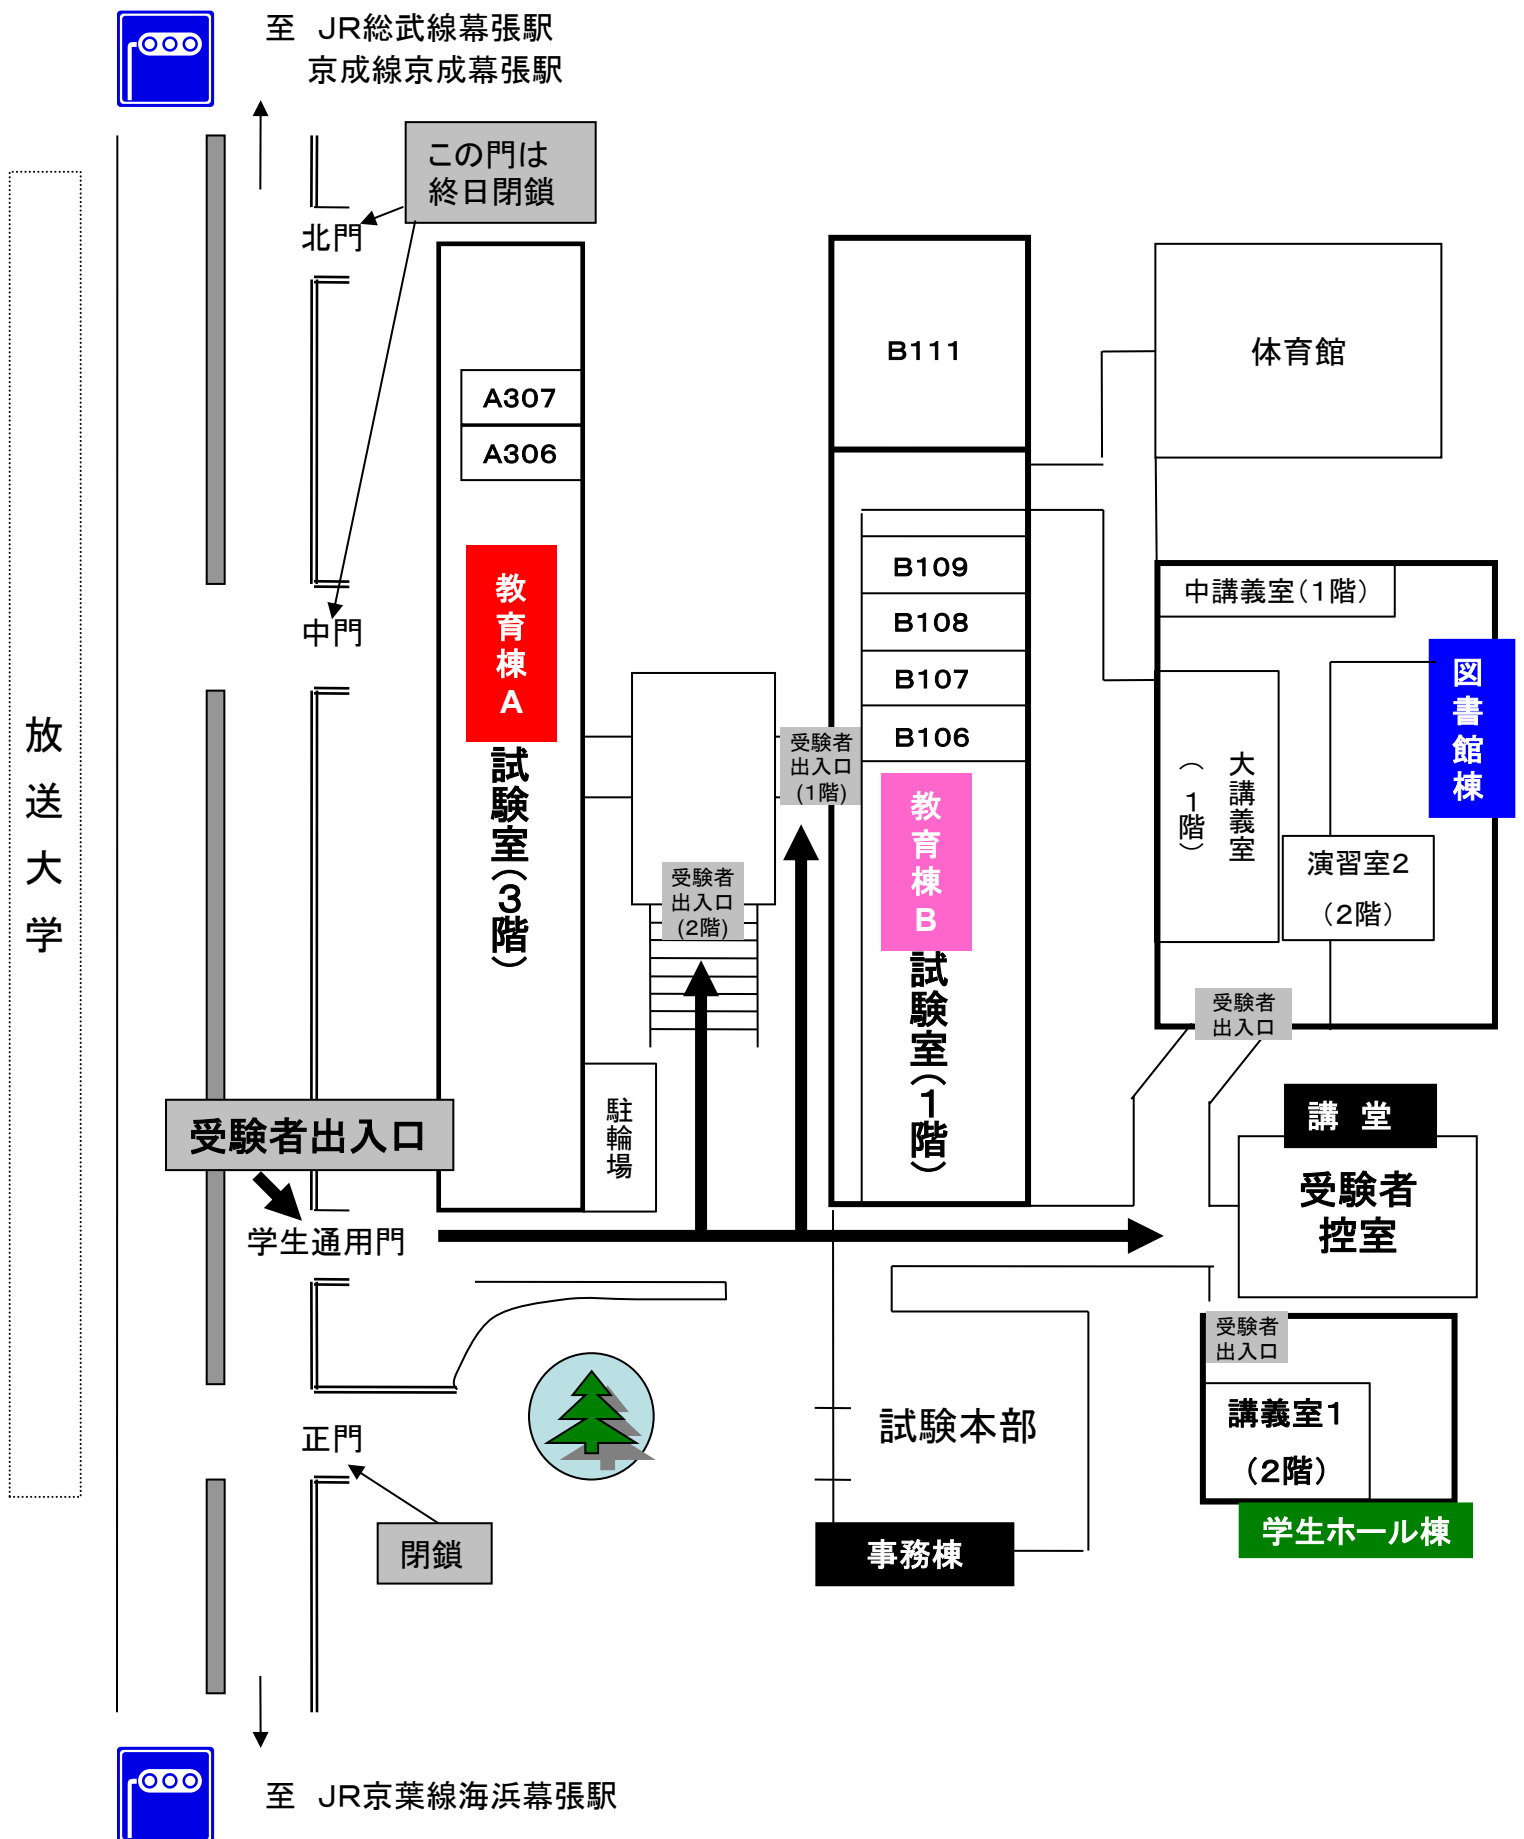 至 JR総武線幕張駅
京成線京成幕張駅
この門は
終日閉鎖
北門
中門
放送大学
A307
A306
教育棟A
試験室(3階)
B111
B109
B108
B107
B106
教育棟B
試験室(1階)
体育館
中講義室(1階)
図書館棟
大講義室
(1階)
演習室2
(2階)
受験者
出入口
(1階)
受験者
出入口
(2階)
受験者
出入口
駐輪場
受験者出入口
学生通用門
講 堂
受験者
控室
受験者
出入口
講義室1
(2階)
学生ホール棟
試験本部
事務棟
正門
閉鎖
至 JR京葉線海浜幕張駅